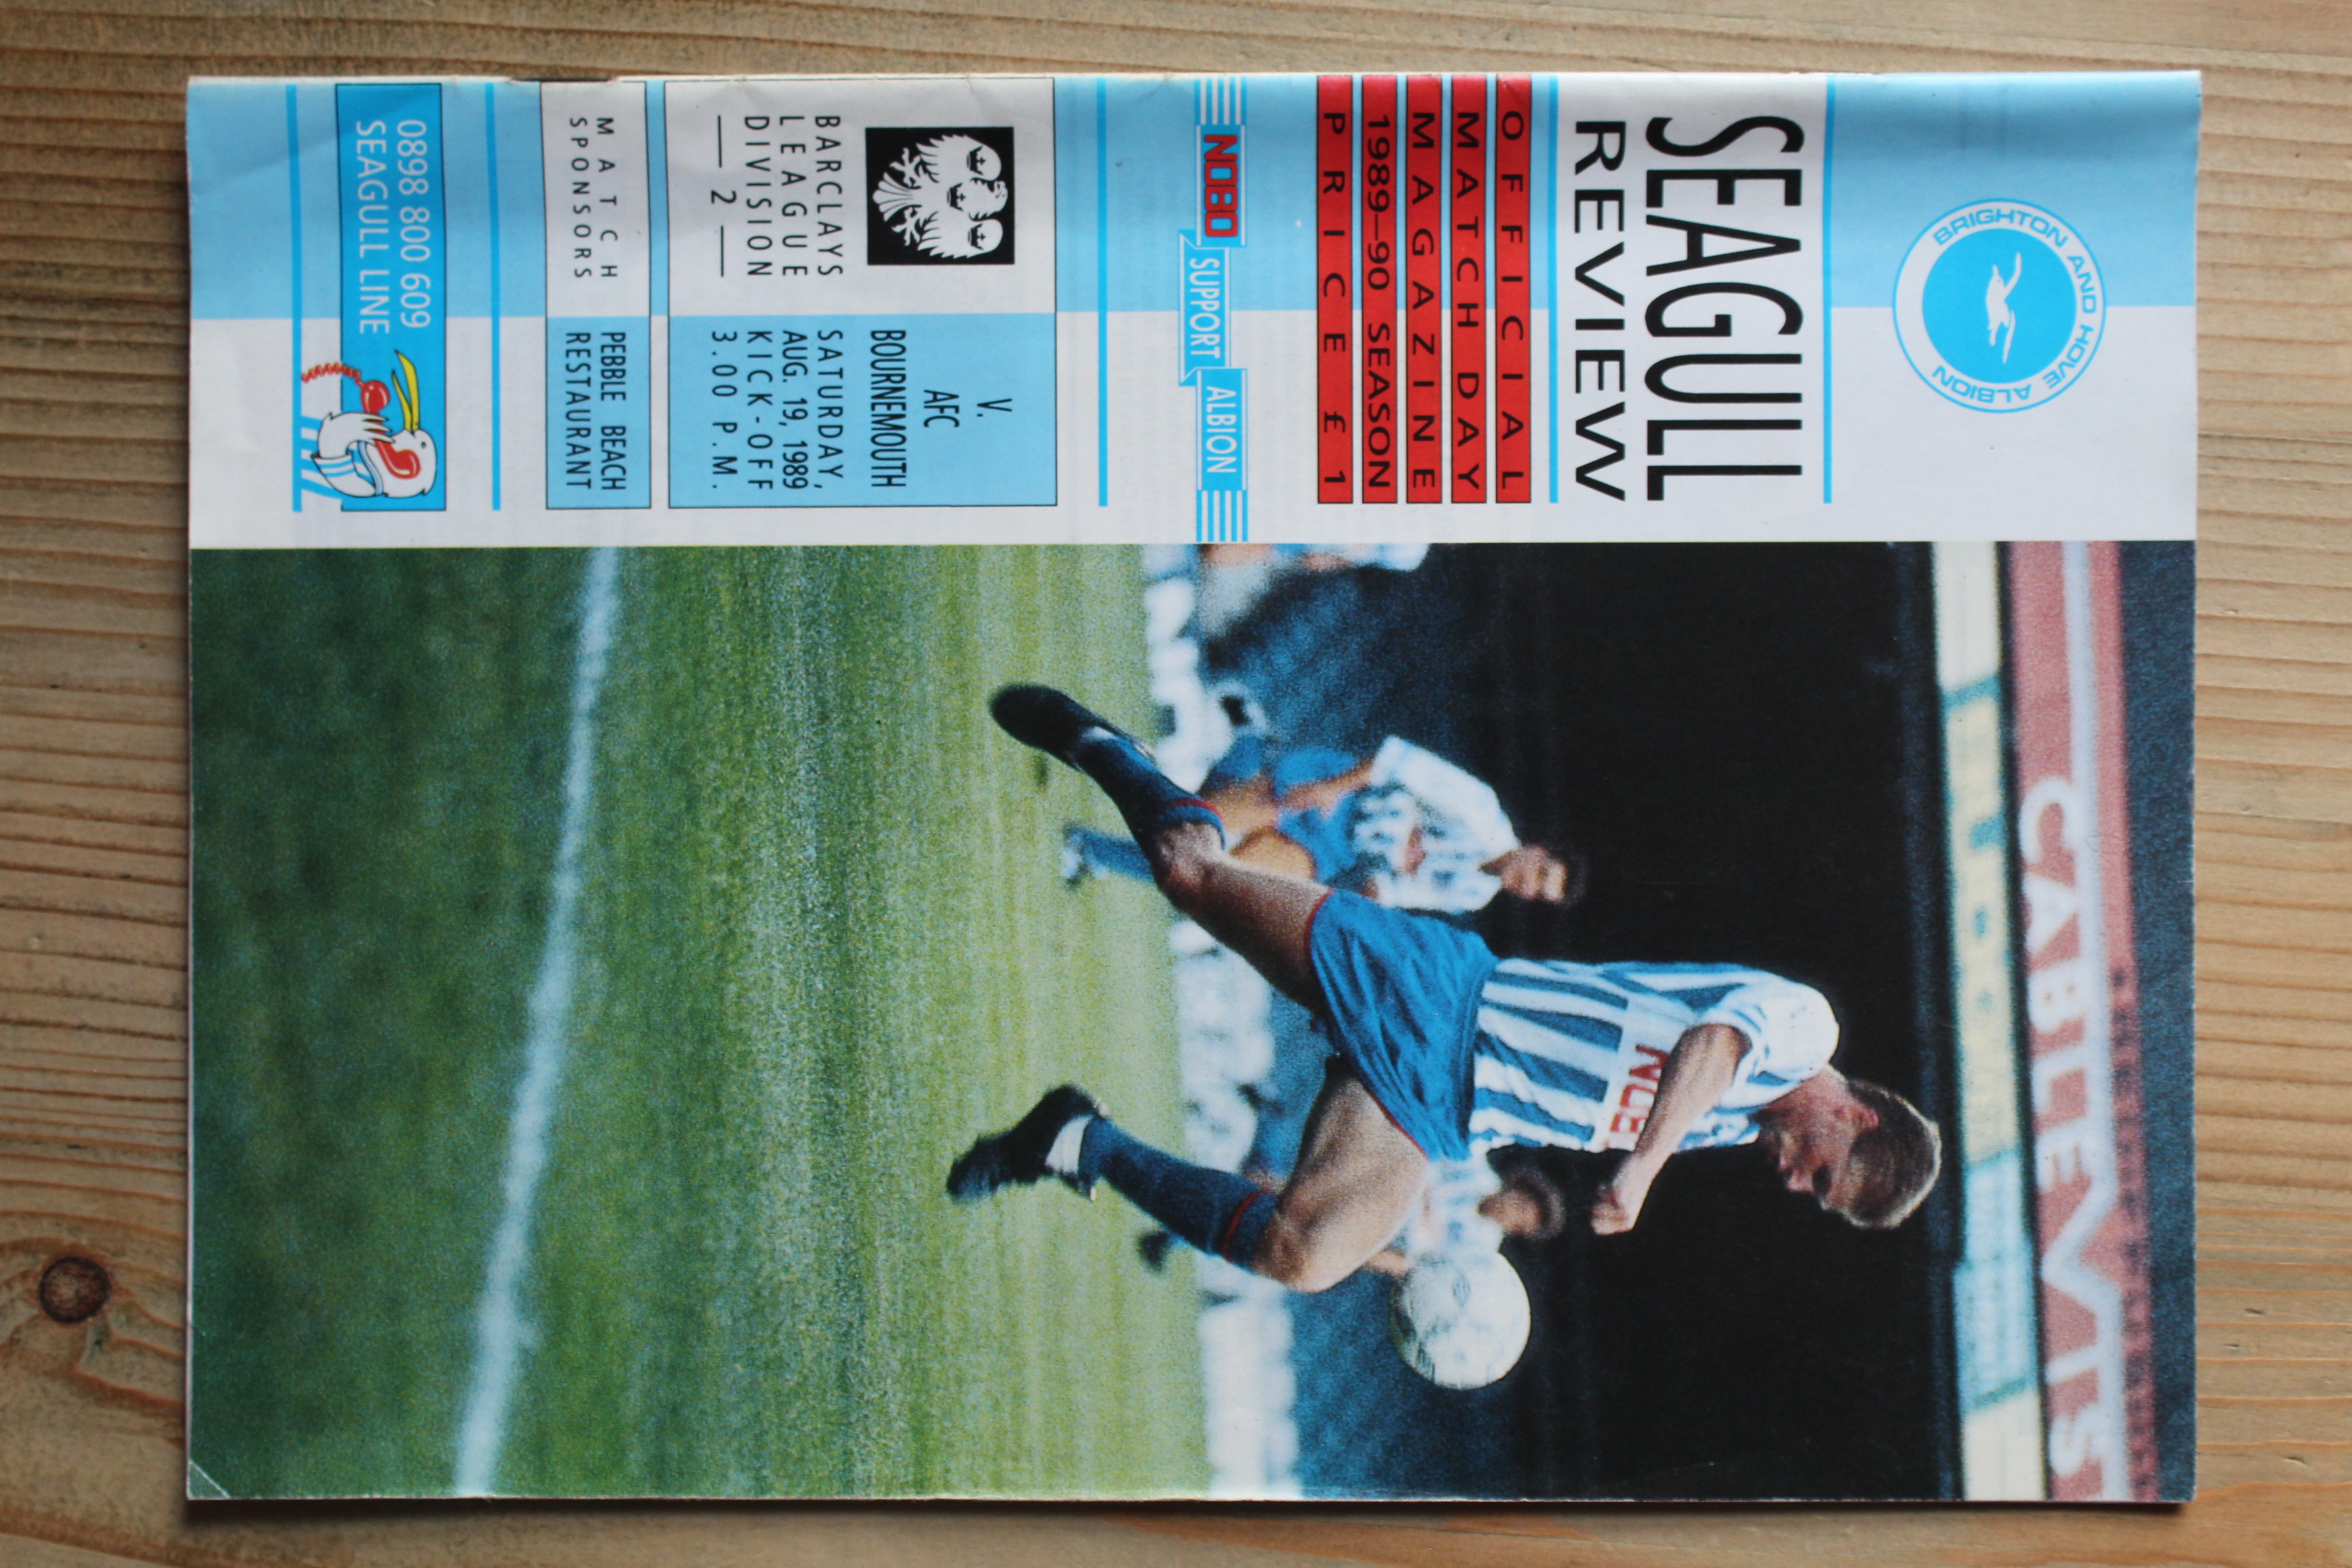 BRIGHTON AND HOVE ALBION
SEAGULL
REVIEW
OFFICIAL
MATCH DAY
MAGAZINE
1989–90 SEASON
PRICE £1
NOBO SUPPORT ALBION
V.
AFC
BOURNEMOUTH
BARCLAYS
LEAGUE
DIVISION
— 2 —
SATURDAY,
AUG. 19, 1989
KICK-OFF
3.00 P.M.
MATCH
SPONSORS
PEBBLE BEACH
RESTAURANT
0898 800 609
SEAGULL LINE
CABLEVIS